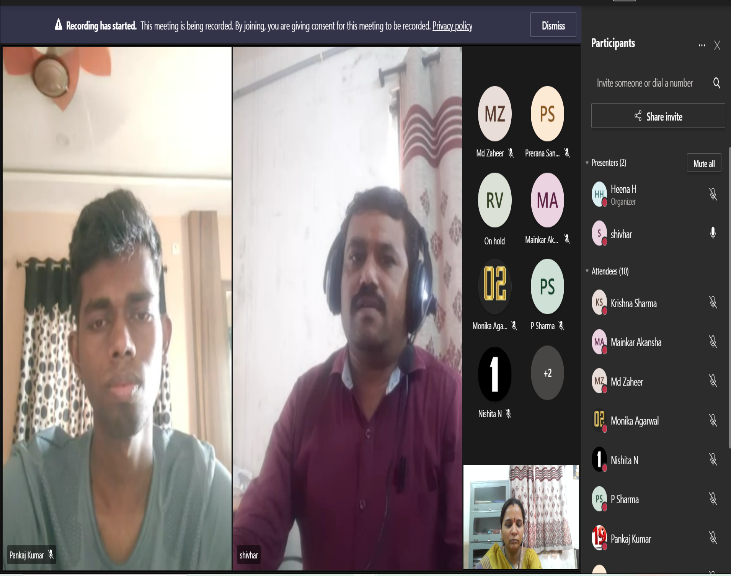 Recording has started. This meeting is being recorded. By joining, you are giving consent for this meeting to be recorded. Privacy policy
Dismiss
Pankaj Kumar
shivhar
MZ
PS
Md Zaheer
Prerana San...
RV
MA
On hold
Mainkar Ak...
02
PS
Monika Aga...
P Sharma
1
+2
Nishita N
Participants
Invite someone or dial a number
Share invite
Presenters (2)
Mute all
HH
Heena H
Organizer
S
shivhar
Attendees (10)
KS
Krishna Sharma
MA
Mainkar Akansha
MZ
Md Zaheer
02
Monika Agarwal
1
Nishita N
PS
P Sharma
Pankaj Kumar